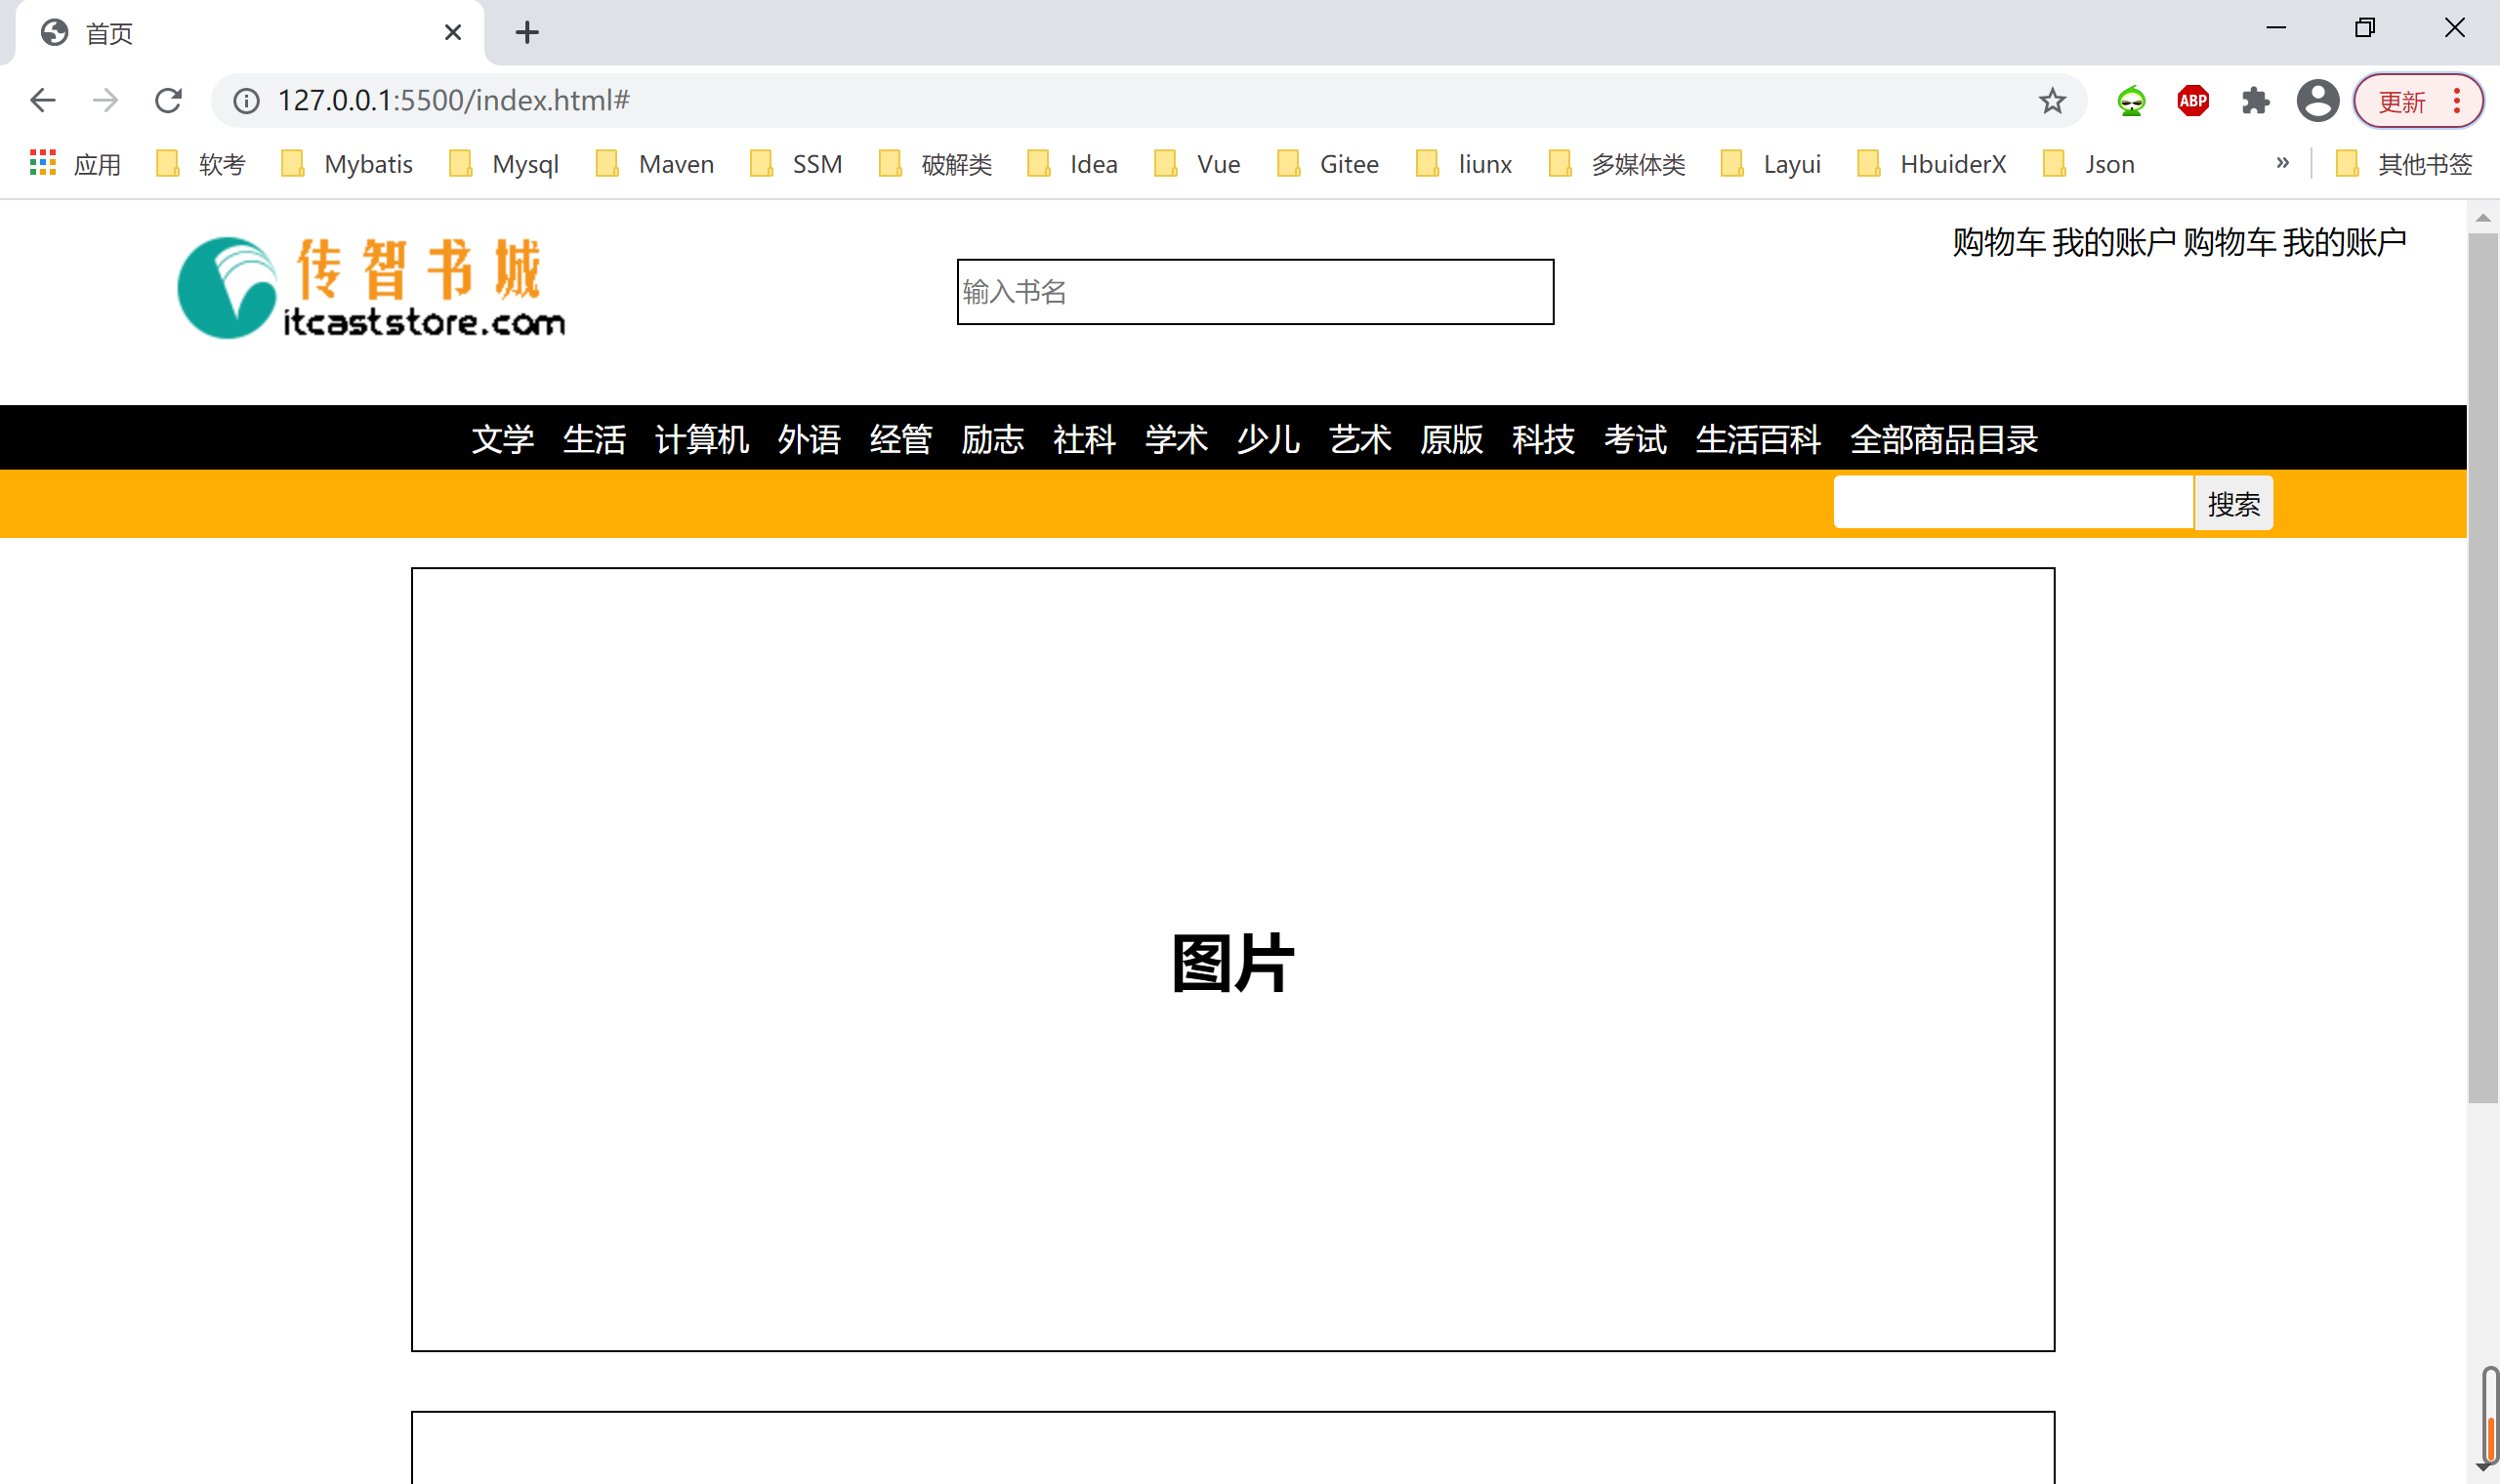 首页
127.0.0.1:5500/index.html#
ABP
更新
应用 软考 Mybatis Mysql Maven SSM 破解类 Idea Vue Gitee liunx 多媒体类 Layui HbuiderX Json » 其他书签
传智书城
itcaststore.com
输入书名
购物车 我的账户 购物车 我的账户
文学 生活 计算机 外语 经管 励志 社科 学术 少儿 艺术 原版 科技 考试 生活百科 全部商品目录
搜索
图片